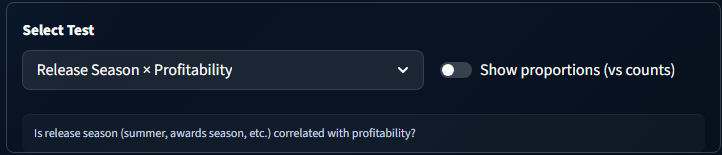 Select Test
Release Season × Profitability
Show proportions (vs counts)
Is release season (summer, awards season, etc.) correlated with profitability?